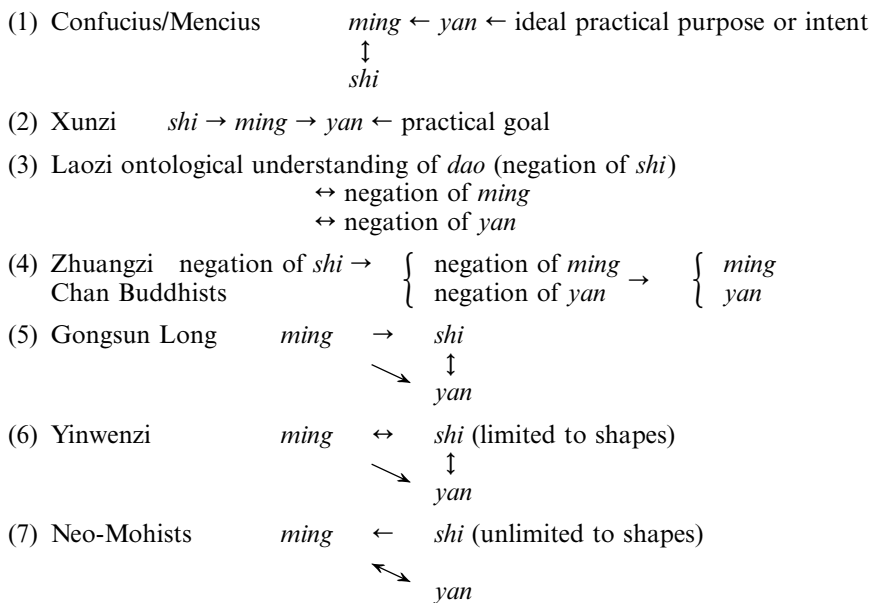 (1) Confucius/Mencius ming ← yan ← ideal practical purpose or intent
↕
shi
(2) Xunzi shi → ming → yan ← practical goal
(3) Laozi ontological understanding of dao (negation of shi)
↔ negation of ming
↔ negation of yan
(4) Zhuangzi negation of shi → { negation of ming → { ming
Chan Buddhists { negation of yan { yan
(5) Gongsun Long ming → shi
↘ ↕
yan
(6) Yinwenzi ming ↔ shi (limited to shapes)
↘ ↕
yan
(7) Neo-Mohists ming ← shi (unlimited to shapes)
⤡
yan